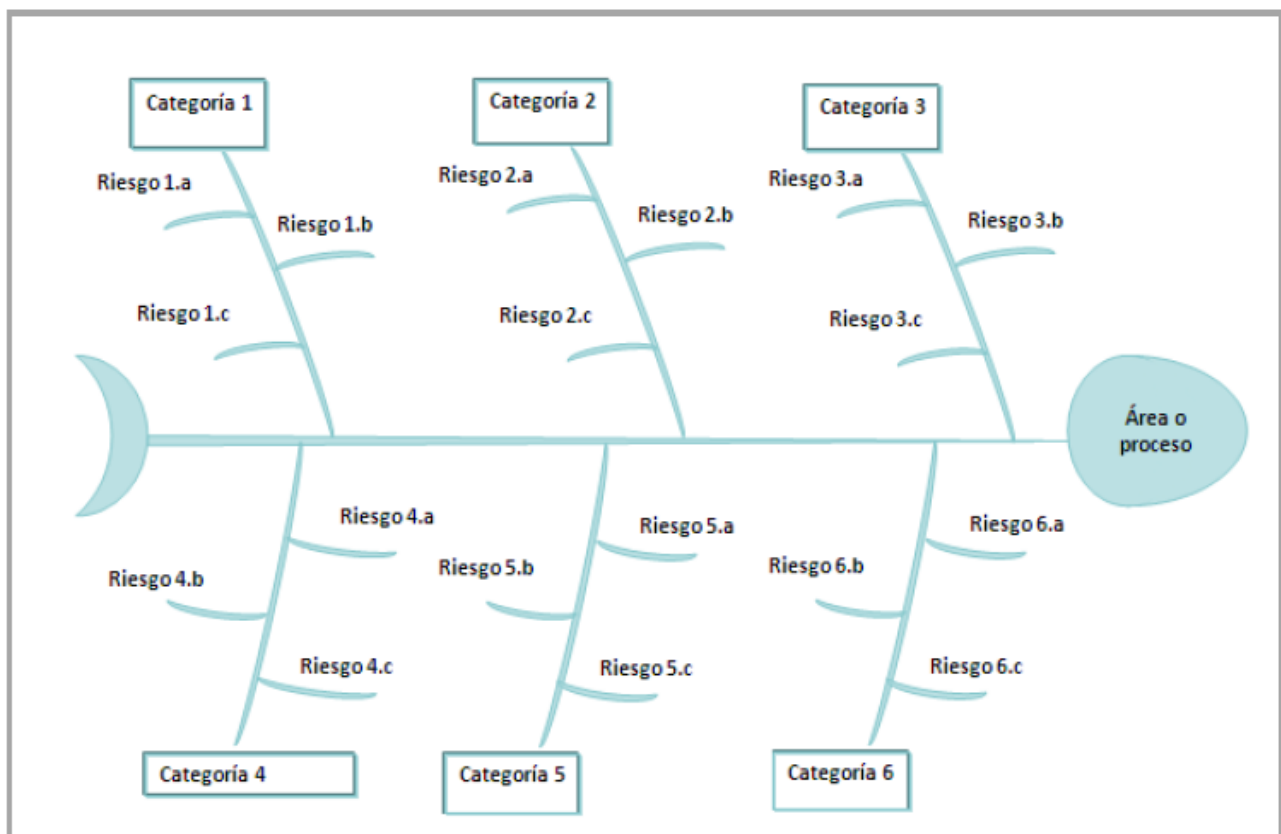 Categoría 1
Categoría 2
Categoría 3
Riesgo 1.a
Riesgo 2.a
Riesgo 3.a
Riesgo 1.b
Riesgo 2.b
Riesgo 3.b
Riesgo 1.c
Riesgo 2.c
Riesgo 3.c
Área o
proceso
Riesgo 4.a
Riesgo 5.a
Riesgo 6.a
Riesgo 4.b
Riesgo 5.b
Riesgo 6.b
Riesgo 4.c
Riesgo 5.c
Riesgo 6.c
Categoría 4
Categoría 5
Categoría 6